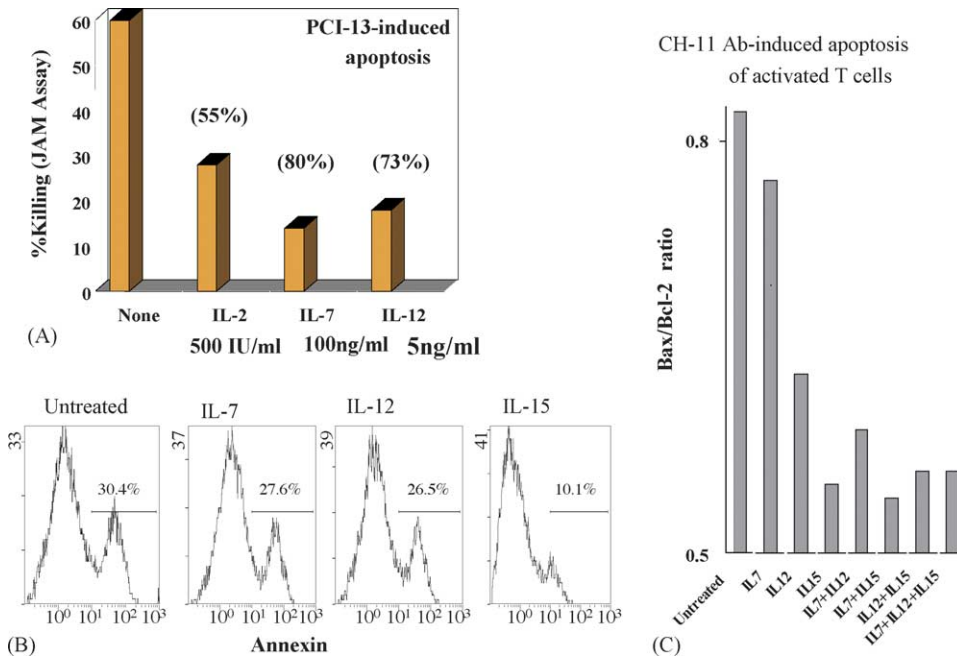 PCI-13-induced
apoptosis
%Killing (JAM Assay)
60
50
40
30
20
10
0
(55%)
(80%)
(73%)
None
IL-2
IL-7
IL-12
500 IU/ml
100ng/ml
5ng/ml
(A)
Untreated
IL-7
IL-12
IL-15
33
30.4%
37
27.6%
39
26.5%
41
10.1%
10⁰ 10¹ 10² 10³
10⁰ 10¹ 10² 10³
10⁰ 10¹ 10² 10³
10⁰ 10¹ 10² 10³
(B)
Annexin
CH-11 Ab-induced apoptosis
of activated T cells
Bax/Bcl-2 ratio
0.8
0.5
Untreated
IL7
IL12
IL15
IL7+IL12
IL7+IL15
IL12+IL15
IL7+IL12+IL15
(C)